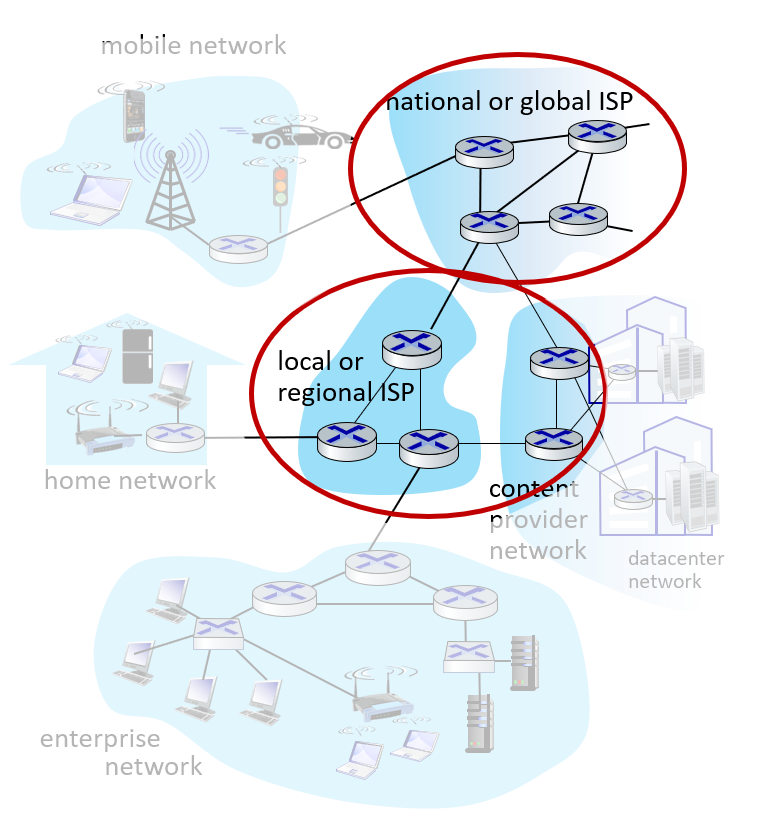 mobile network
national or global ISP
local or
regional ISP
home network
content
provider
network
datacenter
network
enterprise
network